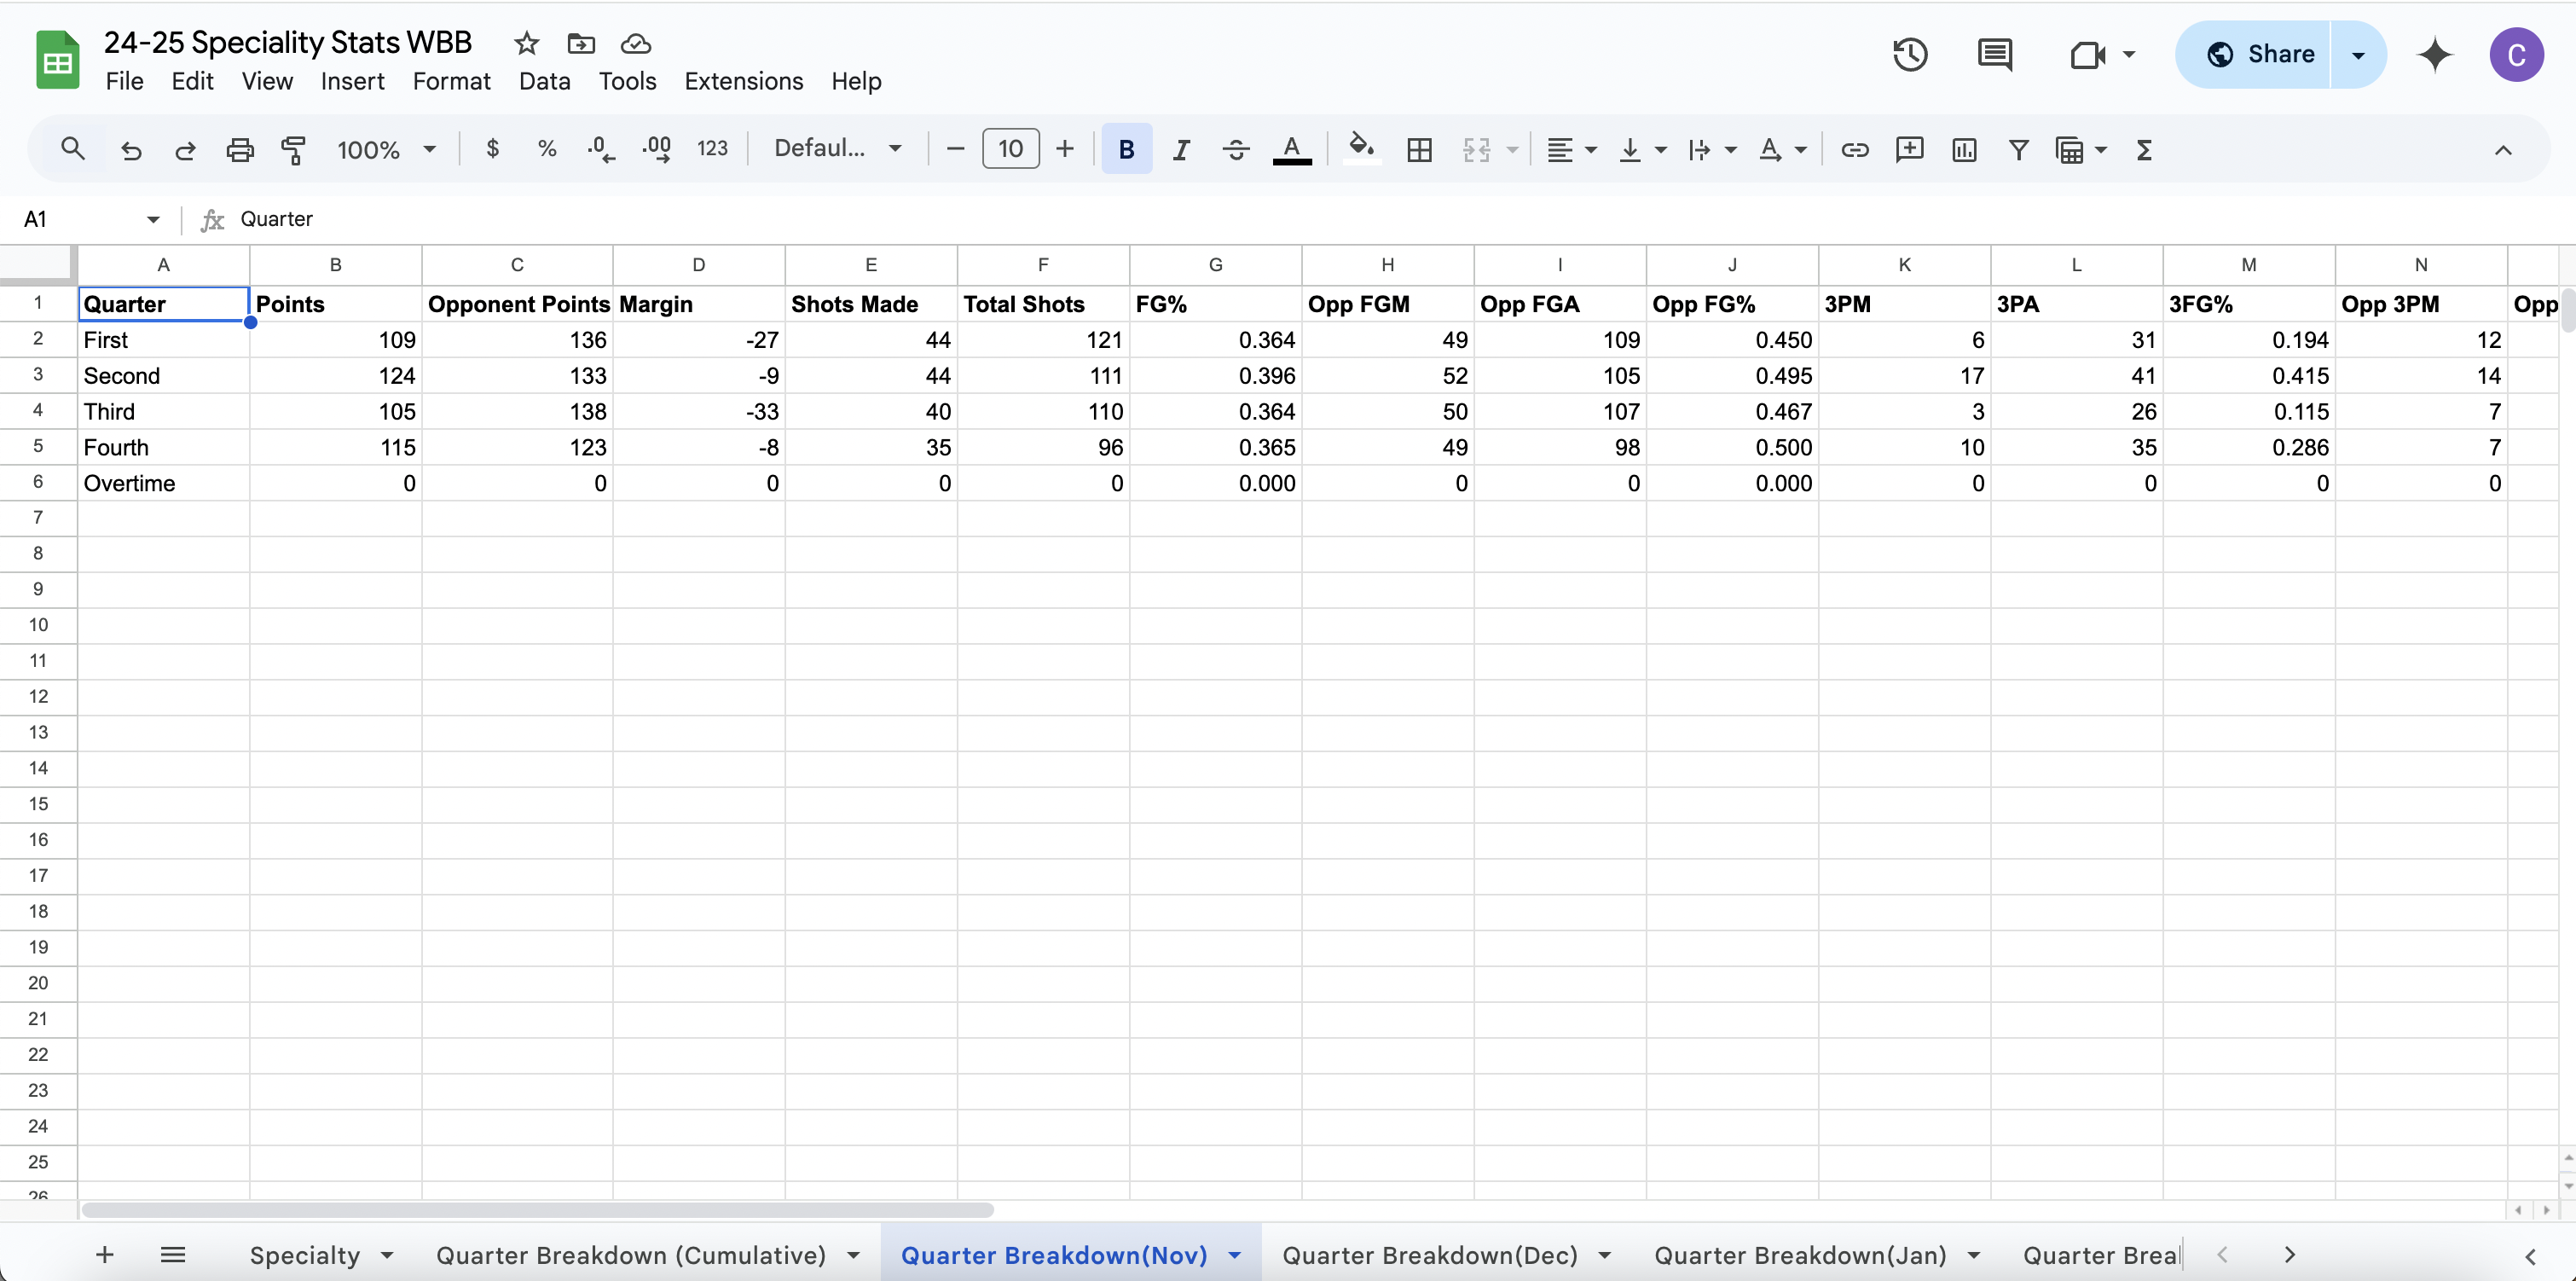 24-25 Speciality Stats WBB
File Edit View Insert Format Data Tools Extensions Help
Share
C
100% $ % .0 .00 123 Defaul... 10 B I A
A1 fx Quarter
A B C D E F G H I J K L M N
1 Quarter Points Opponent Points Margin Shots Made Total Shots FG% Opp FGM Opp FGA Opp FG% 3PM 3PA 3FG% Opp 3PM Opp
2 First 109 136 -27 44 121 0.364 49 109 0.450 6 31 0.194 12
3 Second 124 133 -9 44 111 0.396 52 105 0.495 17 41 0.415 14
4 Third 105 138 -33 40 110 0.364 50 107 0.467 3 26 0.115 7
5 Fourth 115 123 -8 35 96 0.365 49 98 0.500 10 35 0.286 7
6 Overtime 0 0 0 0 0 0.000 0 0 0.000 0 0 0 0
7
8
9
10
11
12
13
14
15
16
17
18
19
20
21
22
23
24
25
26
Specialty Quarter Breakdown (Cumulative) Quarter Breakdown(Nov) Quarter Breakdown(Dec) Quarter Breakdown(Jan) Quarter Brea